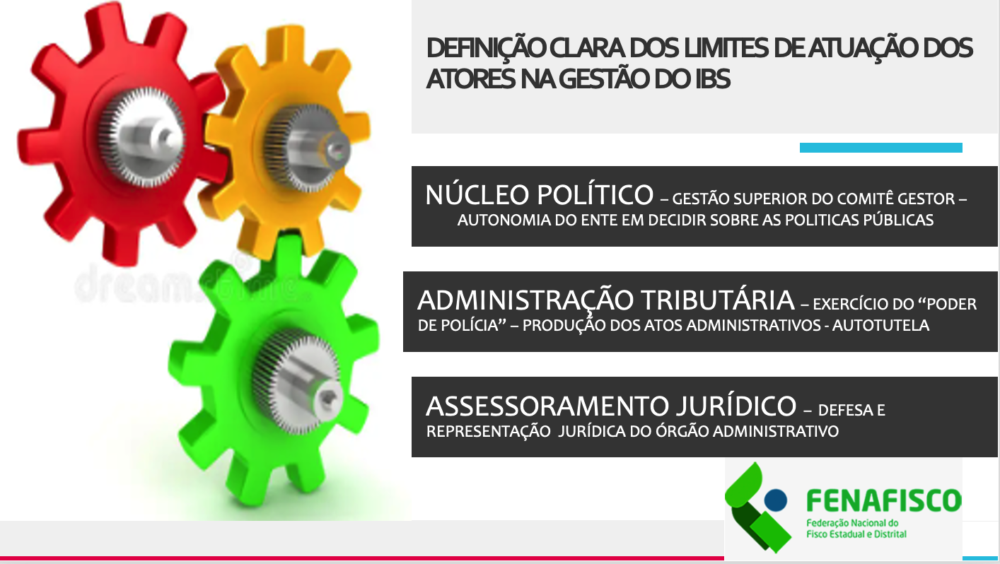 DEFINIÇÃO CLARA DOS LIMITES DE ATUAÇÃO DOS
ATORES NA GESTÃO DO IBS
NÚCLEO POLÍTICO – GESTÃO SUPERIOR DO COMITÊ GESTOR –
AUTONOMIA DO ENTE EM DECIDIR SOBRE AS POLITICAS PÚBLICAS
ADMINISTRAÇÃO TRIBUTÁRIA – EXERCÍCIO DO “PODER
DE POLÍCIA” – PRODUÇÃO DOS ATOS ADMINISTRATIVOS - AUTOTUTELA
ASSESSORAMENTO JURÍDICO – DEFESA E
REPRESENTAÇÃO JURÍDICA DO ÓRGÃO ADMINISTRATIVO
dreamstime.
FENAFISCO
Federação Nacional do
Fisco Estadual e Distrital